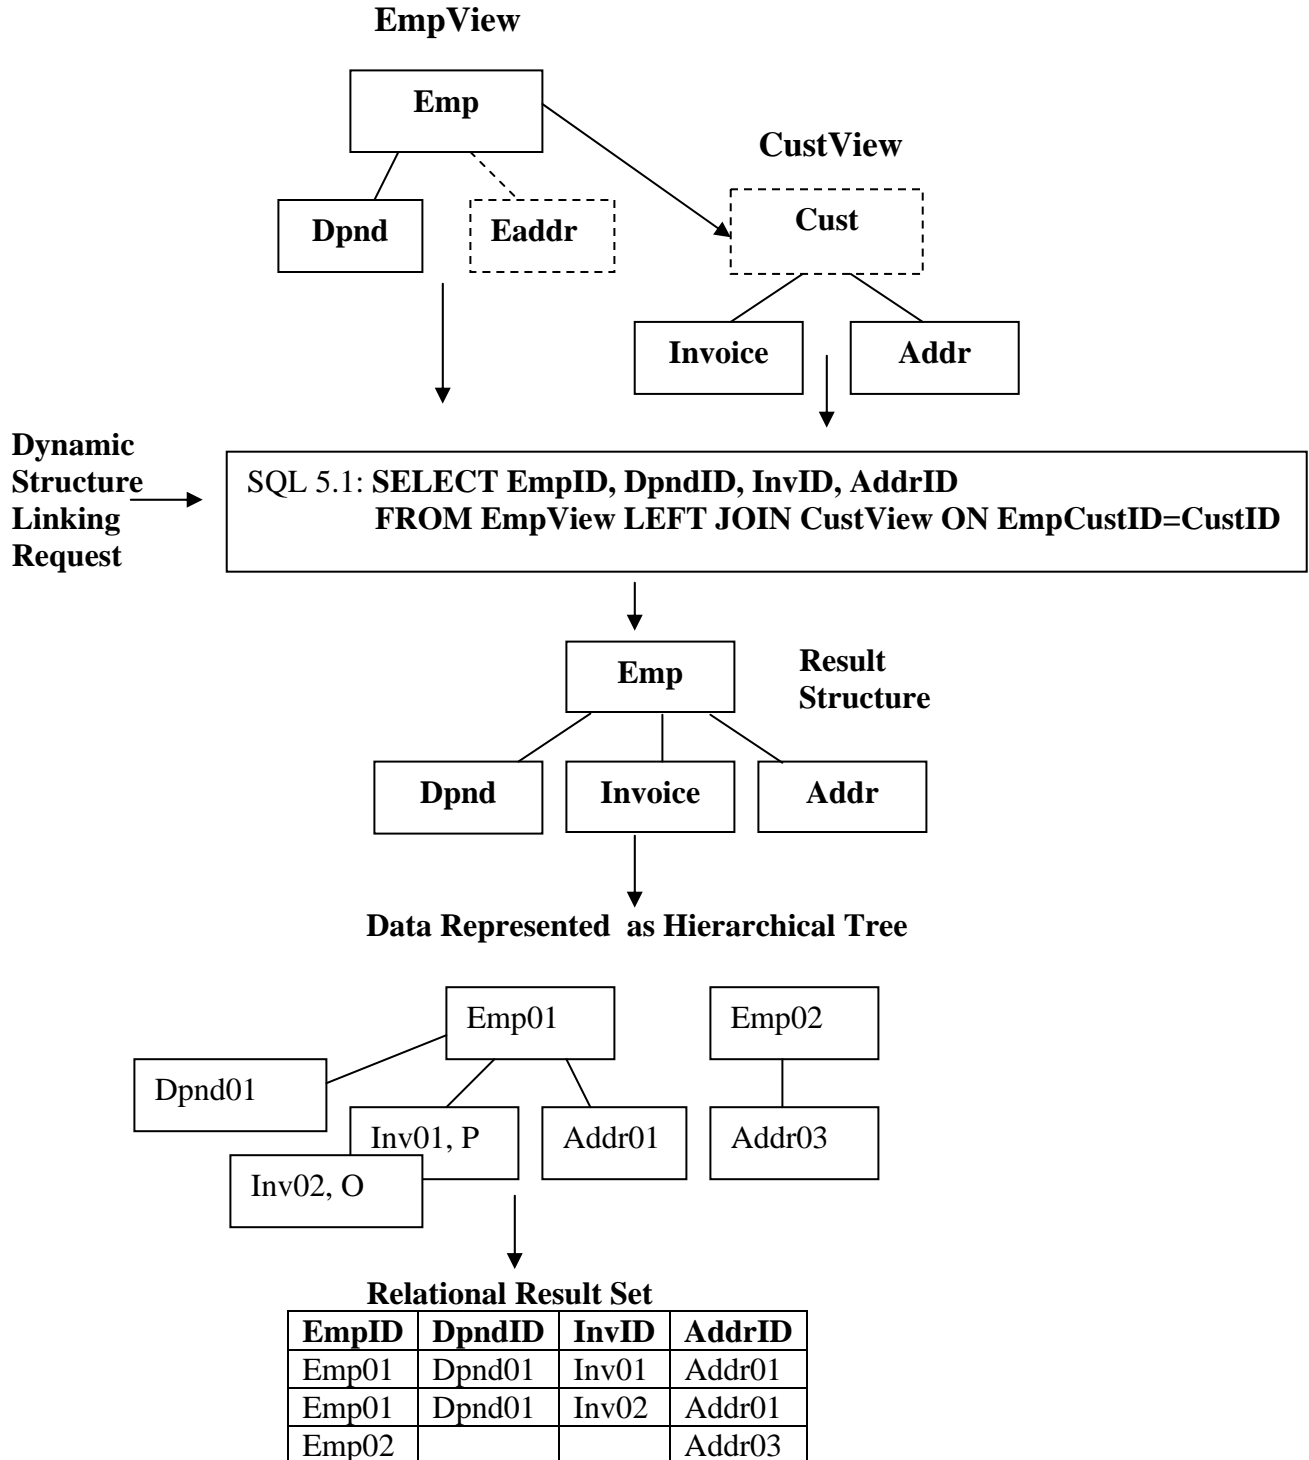 EmpView
Emp
CustView
Cust
Dpnd
Eaddr
Invoice
Addr
Dynamic
Structure
Linking
Request
SQL 5.1: SELECT EmpID, DpndID, InvID, AddrID
FROM EmpView LEFT JOIN CustView ON EmpCustID=CustID
Emp
Result
Structure
Dpnd
Invoice
Addr
Data Represented as Hierarchical Tree
Emp01
Emp02
Dpnd01
Inv01, P
Addr01
Addr03
Inv02, O
Relational Result Set
EmpID DpndID InvID AddrID
Emp01 Dpnd01 Inv01 Addr01
Emp01 Dpnd01 Inv02 Addr01
Emp02 Addr03